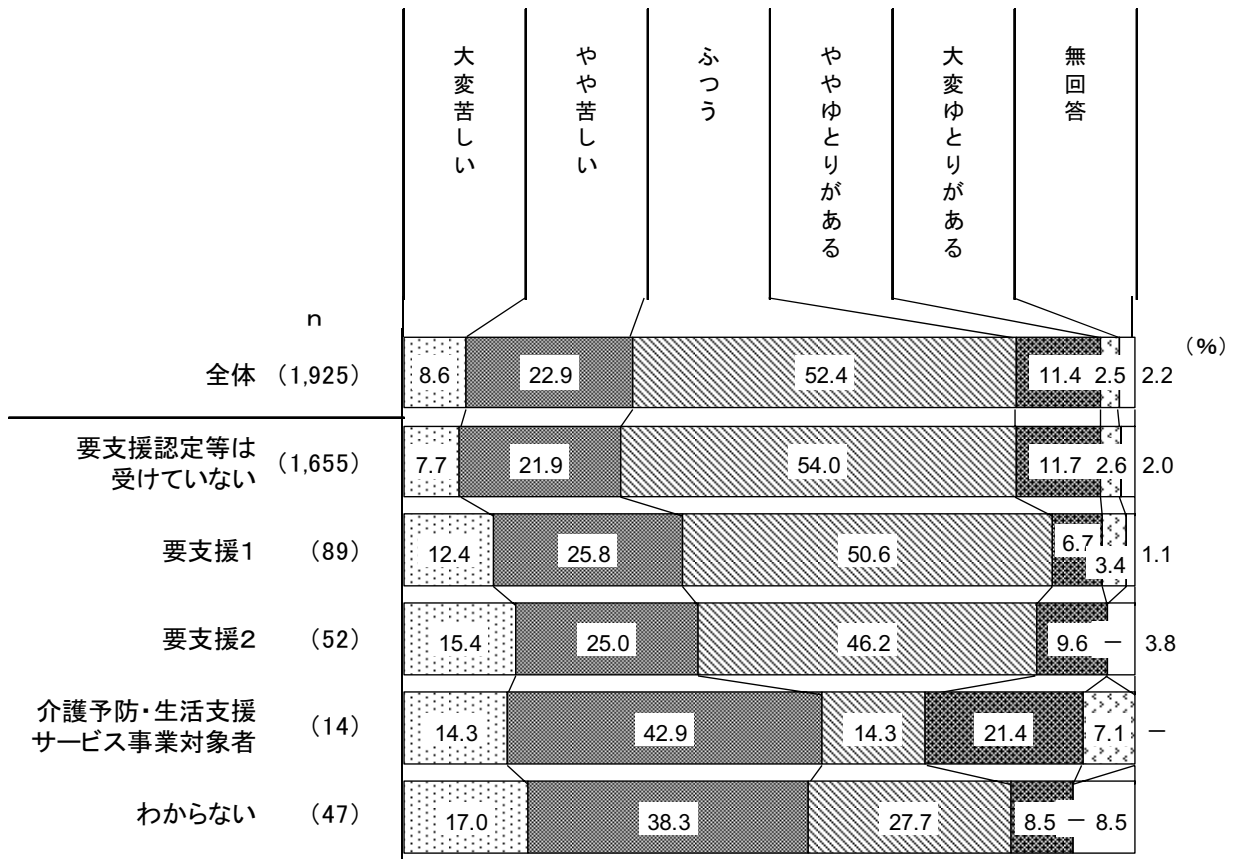 大変苦しい
やや苦しい
ふつう
ややゆとりがある
大変ゆとりがある
無回答
n
(%)
全体 (1,925) 8.6 22.9 52.4 11.4 2.5 2.2
要支援認定等は
受けていない (1,655) 7.7 21.9 54.0 11.7 2.6 2.0
要支援1 (89) 12.4 25.8 50.6 6.7 3.4 1.1
要支援2 (52) 15.4 25.0 46.2 9.6 － 3.8
介護予防・生活支援
サービス事業対象者 (14) 14.3 42.9 14.3 21.4 7.1 －
わからない (47) 17.0 38.3 27.7 8.5 － 8.5